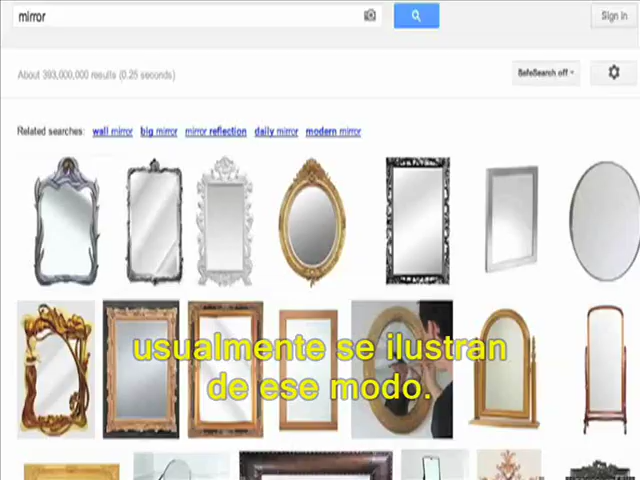 mirror
Sign in
About 393,000,000 results (0.25 seconds)
SafeSearch off
Related searches: wall mirror big mirror mirror reflection daily mirror modern mirror
usualmente se ilustran
de ese modo.